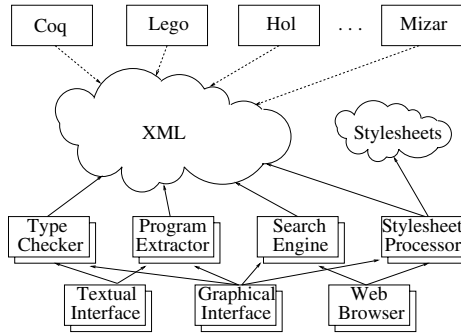 Coq Lego Hol . . . Mizar
XML
Stylesheets
Type Checker
Program Extractor
Search Engine
Stylesheet Processor
Textual Interface
Graphical Interface
Web Browser